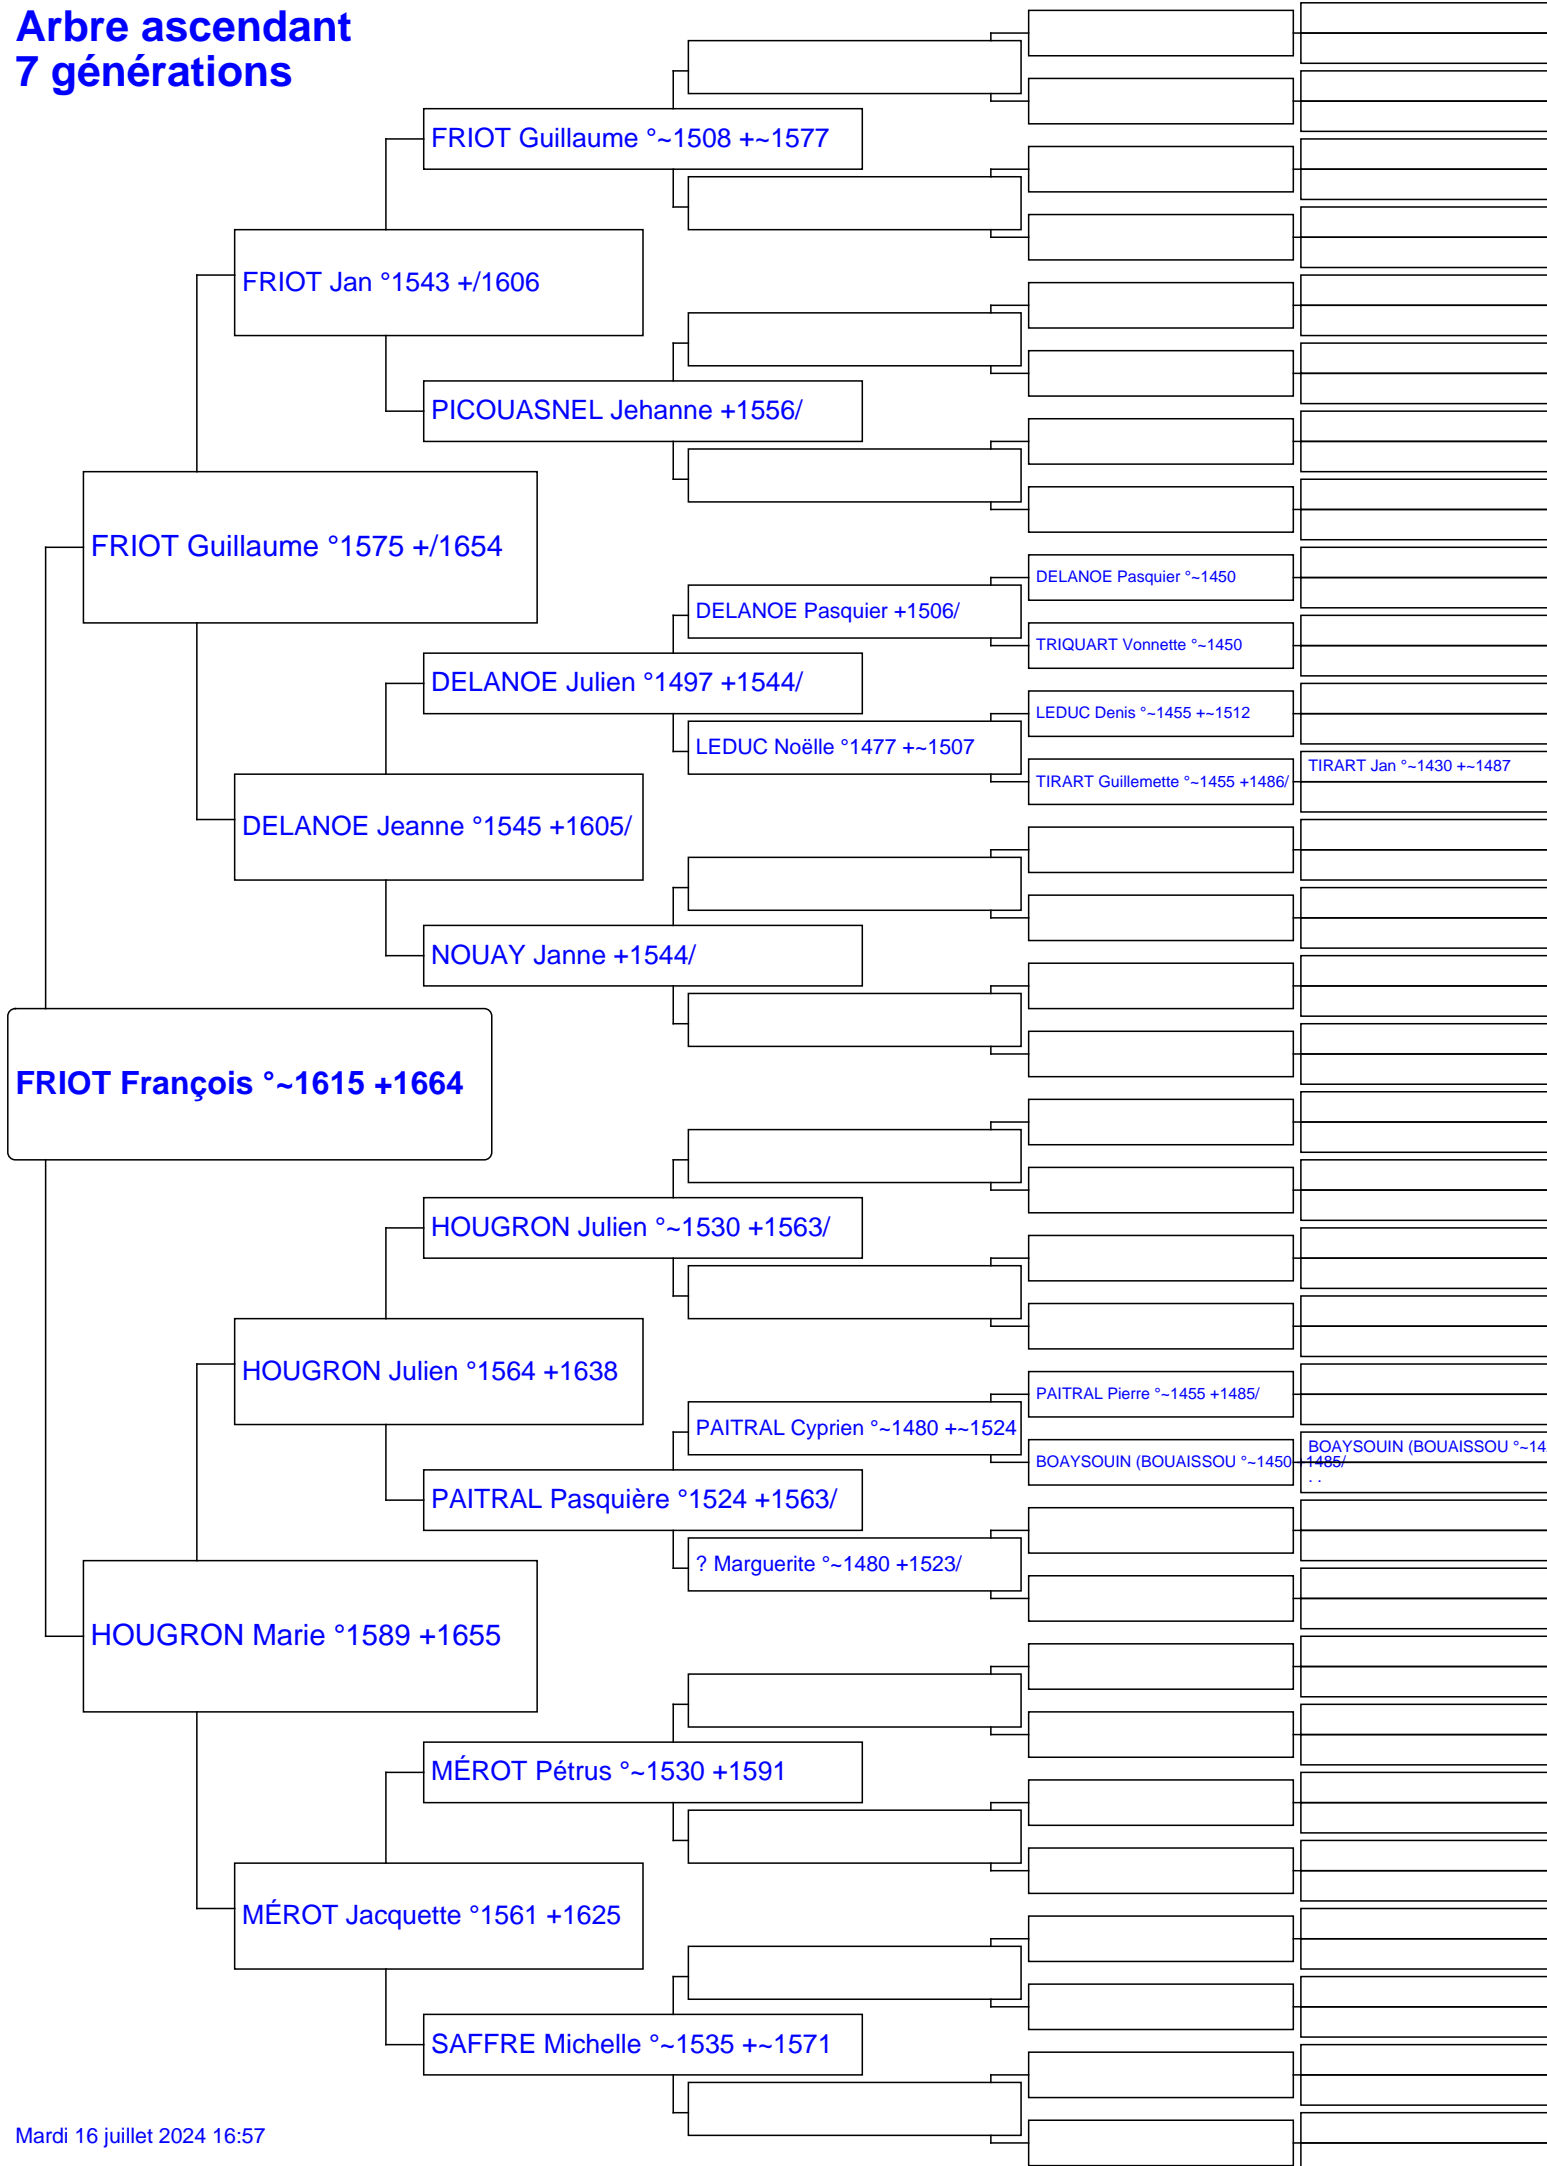 Arbre ascendant
7 générations
FRIOT Guillaume °~1508 +~1577
FRIOT Jan °1543 +/1606
PICOUASNEL Jehanne +1556/
FRIOT Guillaume °1575 +/1654
DELANOE Pasquier °~1450
DELANOE Pasquier +1506/
TRIQUART Vonnette °~1450
DELANOE Julien °1497 +1544/
LEDUC Denis °~1455 +~1512
LEDUC Noëlle °1477 +~1507
TIRART Jan °~1430 +~1487
TIRART Guillemette °~1455 +1486/
DELANOE Jeanne °1545 +1605/
NOUAY Janne +1544/
FRIOT François °~1615 +1664
HOUGRON Julien °~1530 +1563/
HOUGRON Julien °1564 +1638
PAITRAL Pierre °~1455 +1485/
PAITRAL Cyprien °~1480 +~1524
BOAYSOUIN (BOUAISSOU °~14
BOAYSOUIN (BOUAISSOU °~1450 +1485/
PAITRAL Pasquière °1524 +1563/
? Marguerite °~1480 +1523/
HOUGRON Marie °1589 +1655
MÉROT Pétrus °~1530 +1591
MÉROT Jacquette °1561 +1625
SAFFRE Michelle °~1535 +~1571
Mardi 16 juillet 2024 16:57